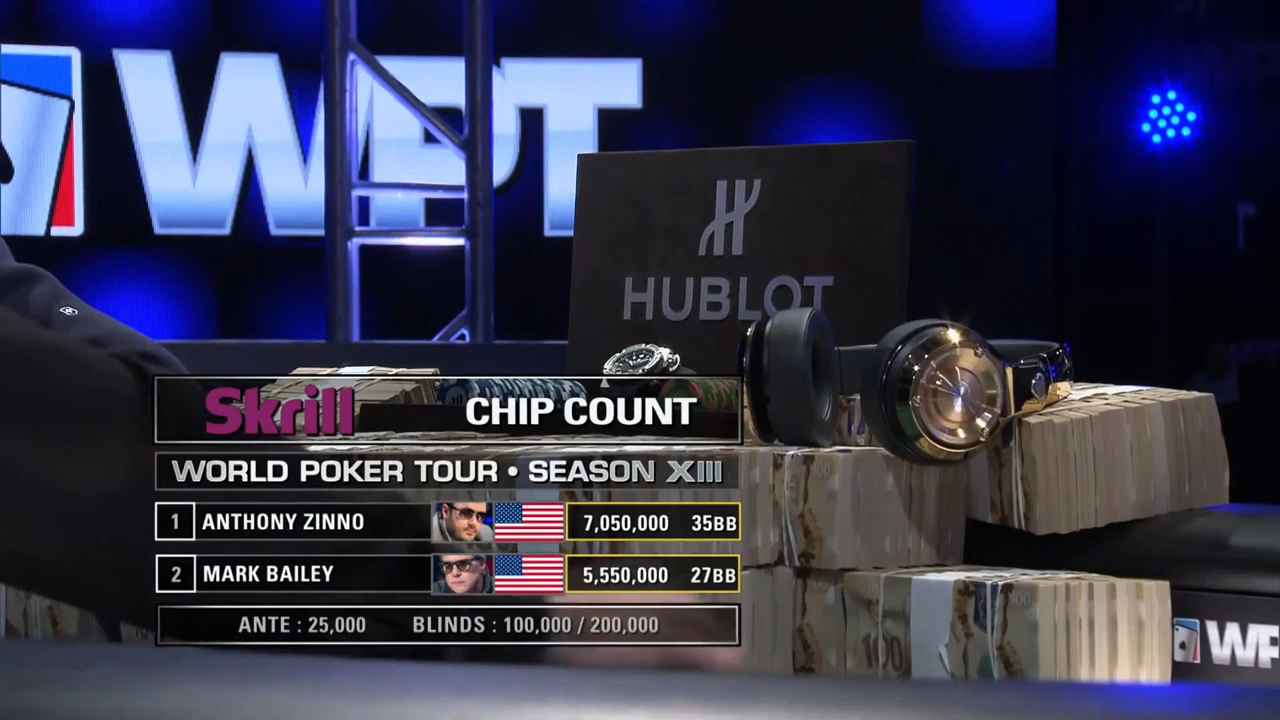 WPT
HUBLOT
Skrill CHIP COUNT
WORLD POKER TOUR • SEASON XIII
1 ANTHONY ZINNO 7,050,000 35BB
2 MARK BAILEY 5,550,000 27BB
ANTE : 25,000 BLINDS : 100,000 / 200,000
100
WP